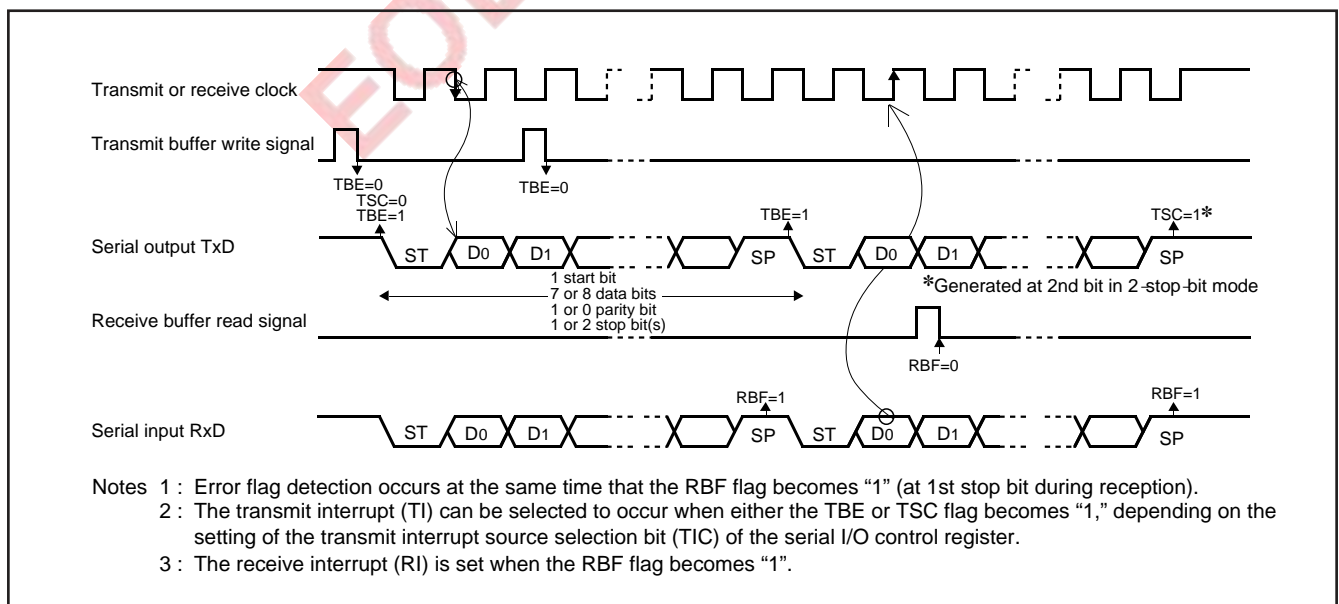 EOL
Transmit or receive clock
Transmit buffer write signal
TBE=0
TSC=0
TBE=1
TBE=0
TBE=1
TSC=1*
Serial output TxD
ST D0 D1 SP ST D0 D1 SP
1 start bit
7 or 8 data bits
1 or 0 parity bit
1 or 2 stop bit(s)
*Generated at 2nd bit in 2-stop-bit mode
Receive buffer read signal
RBF=0
RBF=1
RBF=1
Serial input RxD
ST D0 D1 SP ST D0 D1 SP
Notes 1 : Error flag detection occurs at the same time that the RBF flag becomes “1” (at 1st stop bit during reception).
2 : The transmit interrupt (TI) can be selected to occur when either the TBE or TSC flag becomes “1,” depending on the
setting of the transmit interrupt source selection bit (TIC) of the serial I/O control register.
3 : The receive interrupt (RI) is set when the RBF flag becomes “1”.